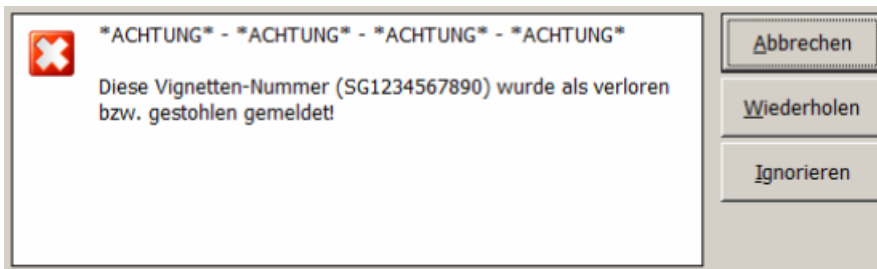 *ACHTUNG* - *ACHTUNG* - *ACHTUNG* - *ACHTUNG*
Diese Vignetten-Nummer (SG1234567890) wurde als verloren
bzw. gestohlen gemeldet!
Abbrechen
Wiederholen
Ignorieren